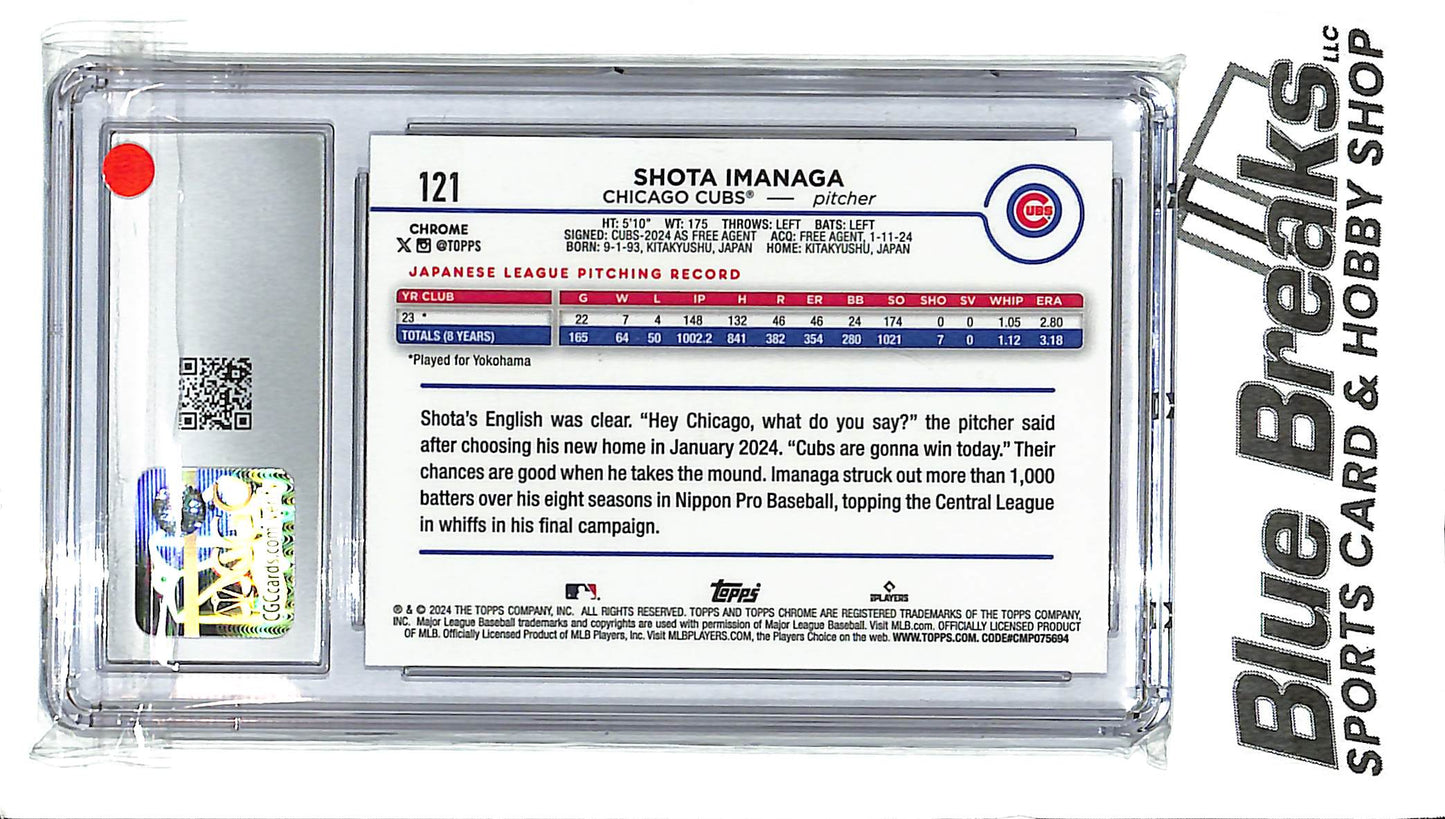 121
SHOTA IMANAGA
CHICAGO CUBS® — pitcher
CUBS
CHROME
@TOPPS
HT: 5'10" WT: 175 THROWS: LEFT BATS: LEFT
SIGNED: CUBS-2024 AS FREE AGENT ACQ: FREE AGENT, 1-11-24
BORN: 9-1-93, KITAKYUSHU, JAPAN HOME: KITAKYUSHU, JAPAN
JAPANESE LEAGUE PITCHING RECORD
YR CLUB G W L IP H R ER BB SO SHO SV WHIP ERA
23 * 22 7 4 148 132 46 46 24 174 0 0 1.05 2.80
TOTALS (8 YEARS) 165 64 50 1002.2 841 382 354 280 1021 7 0 1.12 3.18
*Played for Yokohama
Shota's English was clear. “Hey Chicago, what do you say?” the pitcher said
after choosing his new home in January 2024. “Cubs are gonna win today.” Their
chances are good when he takes the mound. Imanaga struck out more than 1,000
batters over his eight seasons in Nippon Pro Baseball, topping the Central League
in whiffs in his final campaign.
topps
PLAYERS
® & © 2024 THE TOPPS COMPANY, INC. ALL RIGHTS RESERVED. TOPPS AND TOPPS CHROME ARE REGISTERED TRADEMARKS OF THE TOPPS COMPANY,
INC. Major League Baseball trademarks and copyrights are used with permission of Major League Baseball. Visit MLB.com. OFFICIALLY LICENSED PRODUCT
OF MLB. Officially Licensed Product of MLB Players, Inc. Visit MLBPLAYERS.COM, the Players Choice on the web. WWW.TOPPS.COM. CODE#CMP075694
CGCcards.com
Blue Breaks LLC
SPORTS CARD & HOBBY SHOP